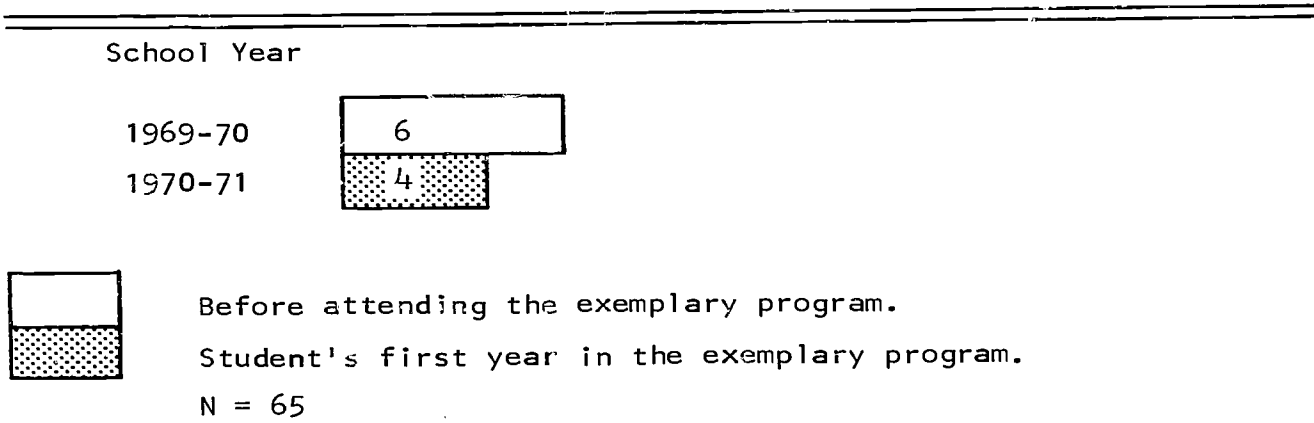 School Year
1969-70 6
1970-71 4
Before attending the exemplary program.
Student's first year in the exemplary program.
N = 65